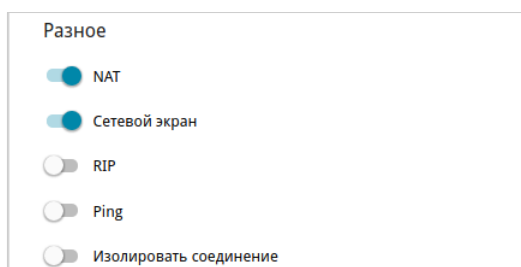 Разное
NAT
Сетевой экран
RIP
Ping
Изолировать соединение